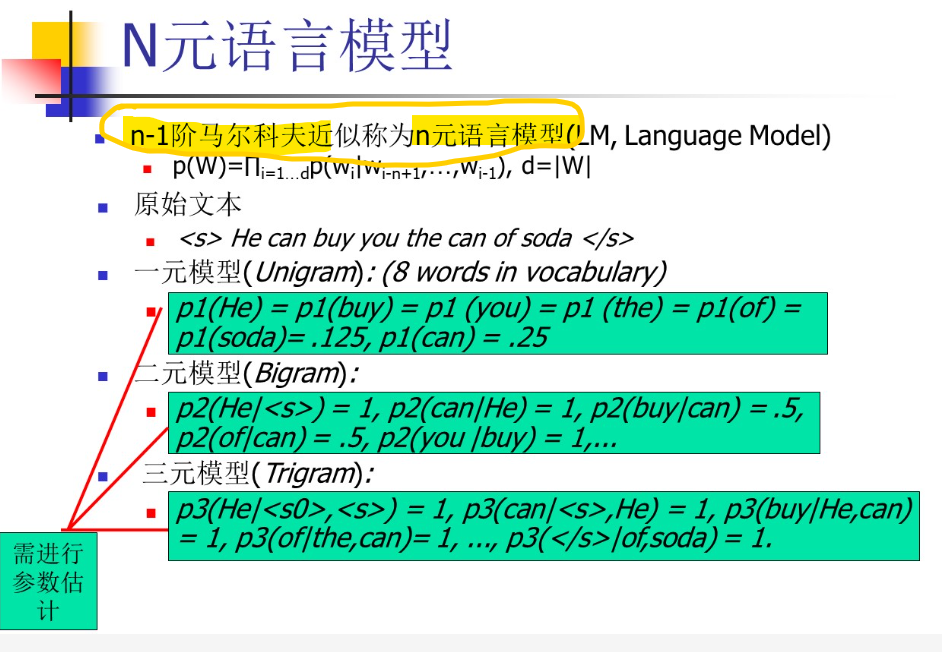 N元语言模型
n-1阶马尔科夫近似称为n元语言模型(LM, Language Model)
p(W)=∏i=1...dp(wi|wi-n+1,...,wi-1), d=|W|
原始文本
<s> He can buy you the can of soda </s>
一元模型(Unigram): (8 words in vocabulary)
p1(He) = p1(buy) = p1 (you) = p1 (the) = p1(of) =
p1(soda)= .125, p1(can) = .25
二元模型(Bigram):
p2(He|<s>) = 1, p2(can|He) = 1, p2(buy|can) = .5,
p2(of|can) = .5, p2(you |buy) = 1,...
三元模型(Trigram):
p3(He|<s0>,<s>) = 1, p3(can|<s>,He) = 1, p3(buy|He,can)
= 1, p3(of|the,can)= 1, ..., p3(</s>|of,soda) = 1.
需进行
参数估
计